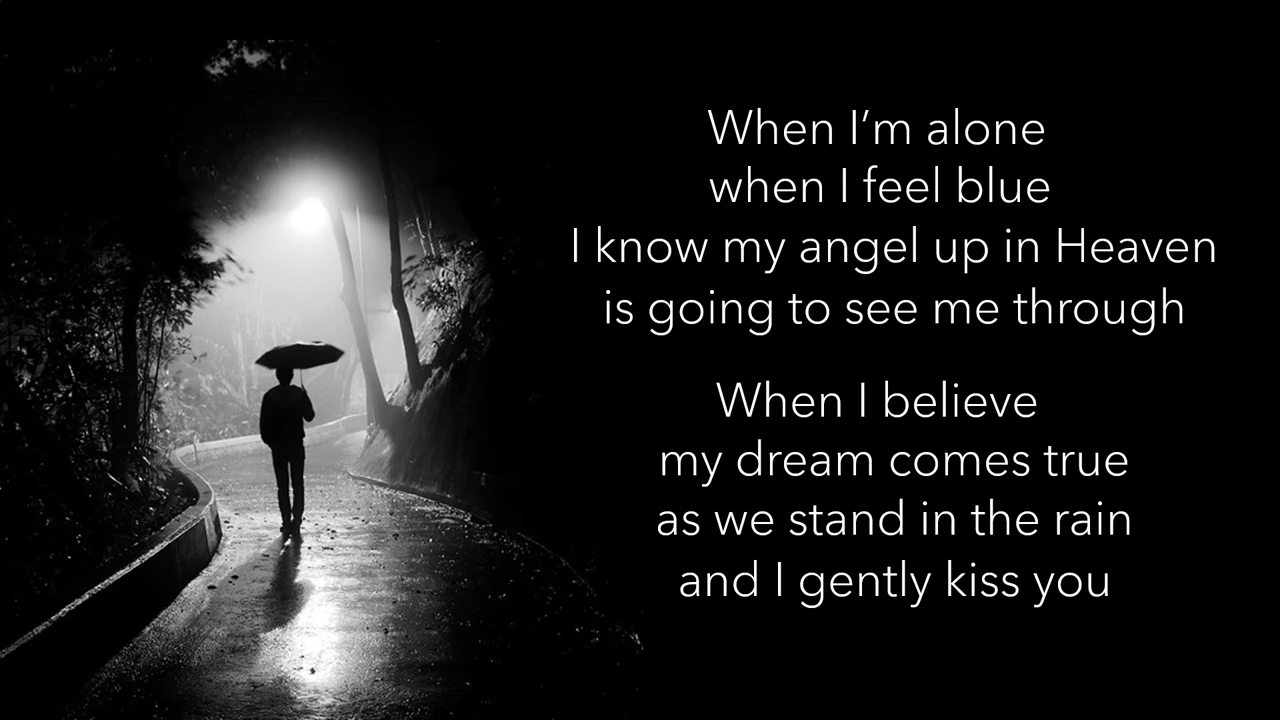 When I’m alone
when I feel blue
I know my angel up in Heaven
is going to see me through
When I believe
my dream comes true
as we stand in the rain
and I gently kiss you